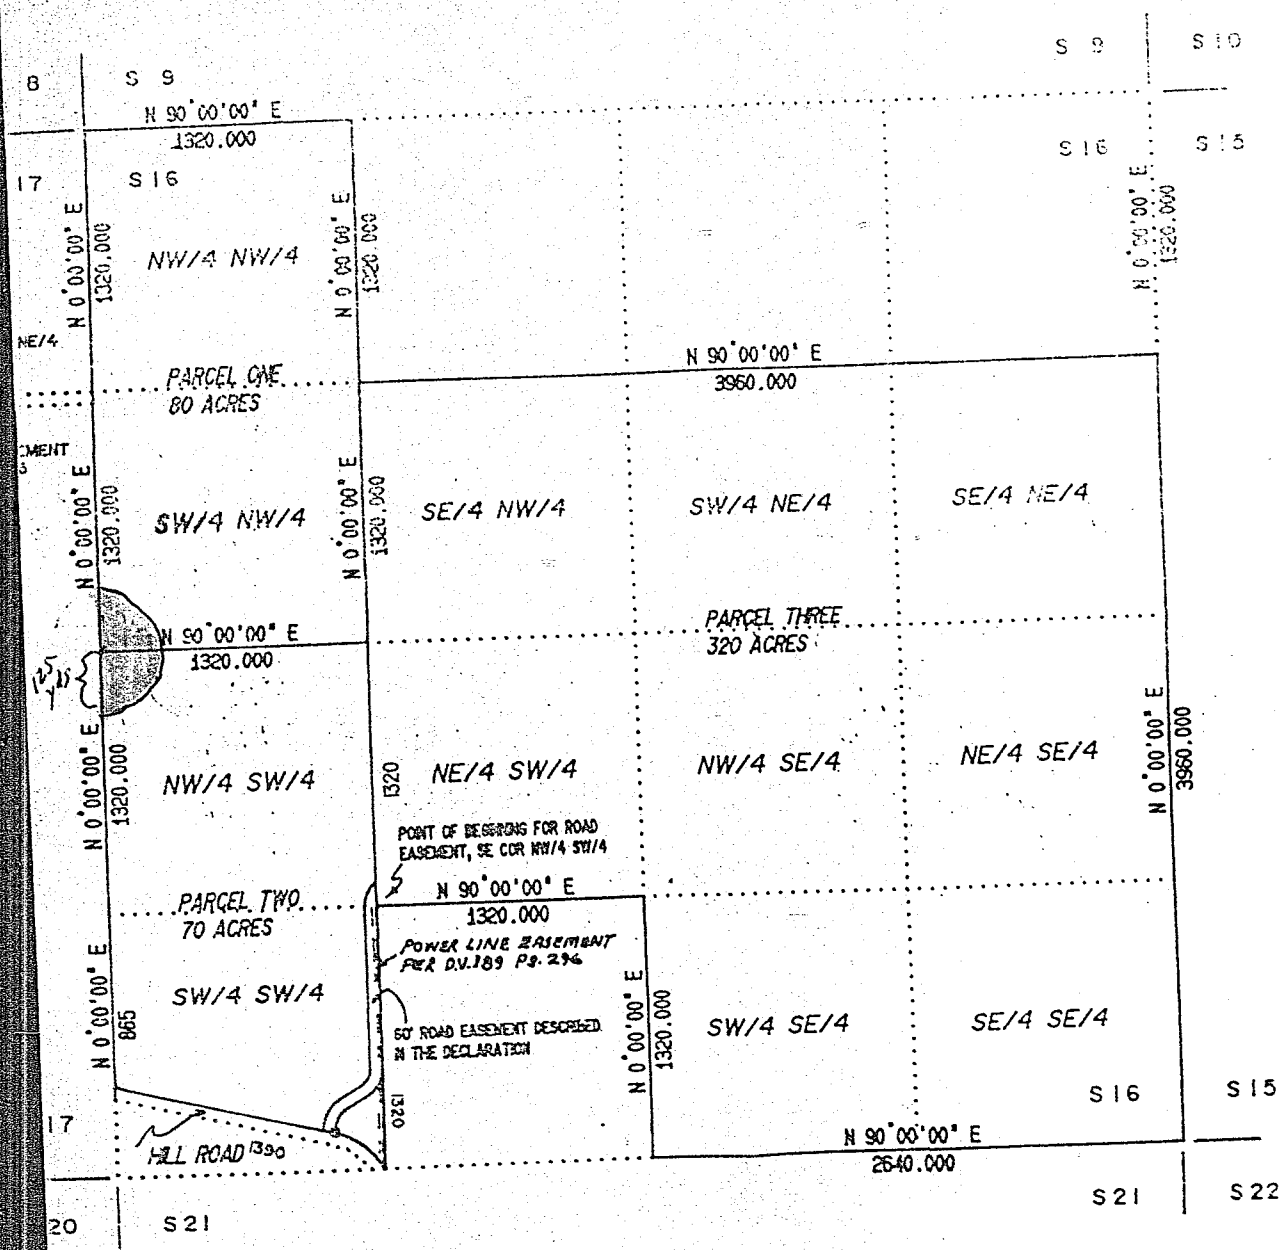 S 9 S 10
8 S 9
N 90°00'00" E
1320.000
S 16 S 15
17 S 16
N 0°00'00" E
1320.000
N 0°00'00" E
1320.000
N 0°00'00" E
1320.000
NW/4 NW/4
NE/4
N 90°00'00" E
3960.000
PARCEL ONE
80 ACRES
N 0°00'00" E
1320.000
N 0°00'00" E
1320.000
SW/4 NW/4
SE/4 NW/4
SW/4 NE/4
SE/4 NE/4
N 90°00'00" E
1320.000
PARCEL THREE
320 ACRES
125
yds
N 0°00'00" E
1320.000
N 0°00'00" E
3960.000
NW/4 SW/4
1320
NE/4 SW/4
NW/4 SE/4
NE/4 SE/4
POINT OF FOR ROAD
EASEMENT, SE COR NW/4 SW/4
N 90°00'00" E
1320.000
PARCEL TWO
70 ACRES
POWER LINE EASEMENT
PER D.V. 189 PG. 296
N 0°00'00" E
865
SW/4 SW/4
60' ROAD EASEMENT DESCRIBED
IN THE DECLARATION
N 0°00'00" E
1320.000
SW/4 SE/4
SE/4 SE/4
1320
S 16 S 15
17
HILL ROAD 1390
N 90°00'00" E
2640.000
20 S 21
S 21 S 22